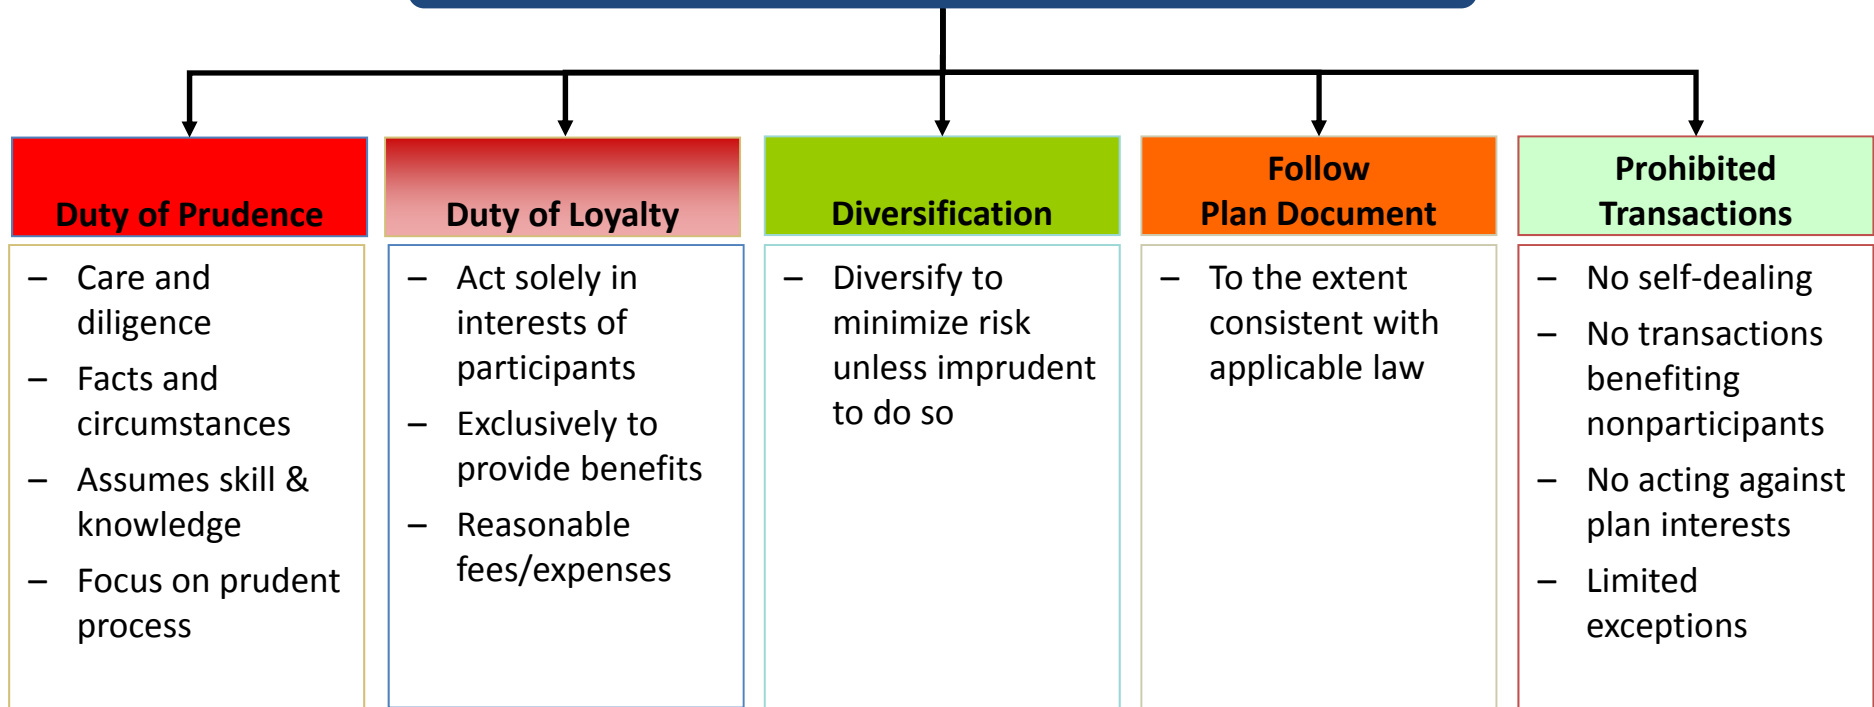 Duty of Prudence
– Care and
diligence
– Facts and
circumstances
– Assumes skill &
knowledge
– Focus on prudent
process
Duty of Loyalty
– Act solely in
interests of
participants
– Exclusively to
provide benefits
– Reasonable
fees/expenses
Diversification
– Diversify to
minimize risk
unless imprudent
to do so
Follow
Plan Document
– To the extent
consistent with
applicable law
Prohibited
Transactions
– No self-dealing
– No transactions
benefiting
nonparticipants
– No acting against
plan interests
– Limited
exceptions